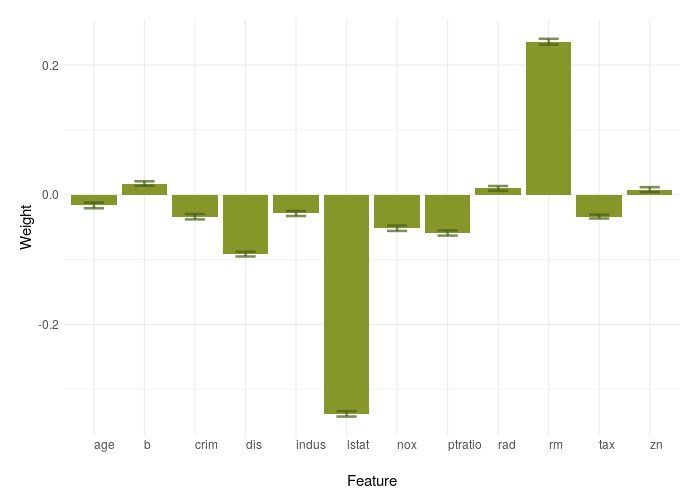 0.2
0.0
-0.2
Weight
age b crim dis indus lstat nox ptratio rad rm tax zn
Feature